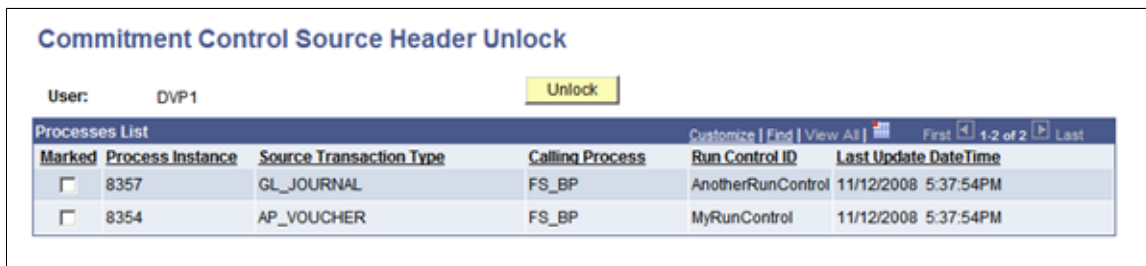 Commitment Control Source Header Unlock
User: DVP1 Unlock
Processes List Customize | Find | View All | First 1-2 of 2 Last
Marked Process Instance Source Transaction Type Calling Process Run Control ID Last Update DateTime
8357 GL_JOURNAL FS_BP AnotherRunControl 11/12/2008 5:37:54PM
8354 AP_VOUCHER FS_BP MyRunControl 11/12/2008 5:37:54PM